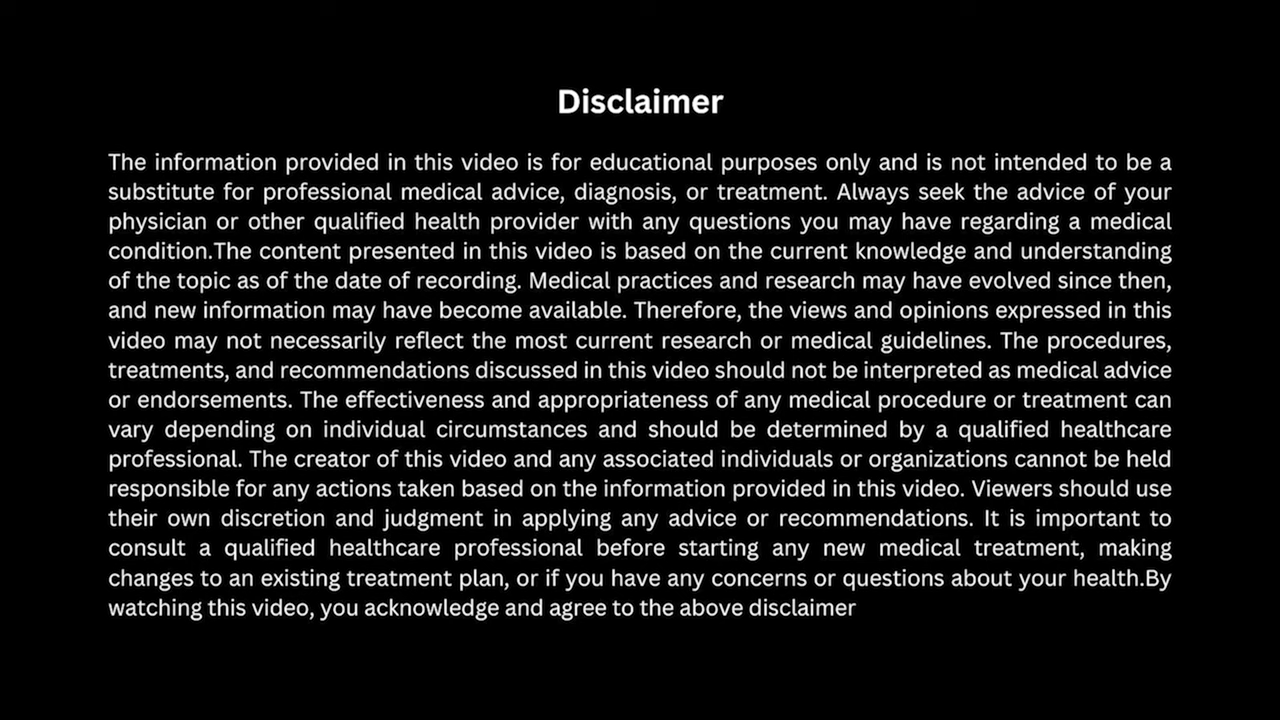 Disclaimer
The information provided in this video is for educational purposes only and is not intended to be a
substitute for professional medical advice, diagnosis, or treatment. Always seek the advice of your
physician or other qualified health provider with any questions you may have regarding a medical
condition.The content presented in this video is based on the current knowledge and understanding
of the topic as of the date of recording. Medical practices and research may have evolved since then,
and new information may have become available. Therefore, the views and opinions expressed in this
video may not necessarily reflect the most current research or medical guidelines. The procedures,
treatments, and recommendations discussed in this video should not be interpreted as medical advice
or endorsements. The effectiveness and appropriateness of any medical procedure or treatment can
vary depending on individual circumstances and should be determined by a qualified healthcare
professional. The creator of this video and any associated individuals or organizations cannot be held
responsible for any actions taken based on the information provided in this video. Viewers should use
their own discretion and judgment in applying any advice or recommendations. It is important to
consult a qualified healthcare professional before starting any new medical treatment, making
changes to an existing treatment plan, or if you have any concerns or questions about your health.By
watching this video, you acknowledge and agree to the above disclaimer